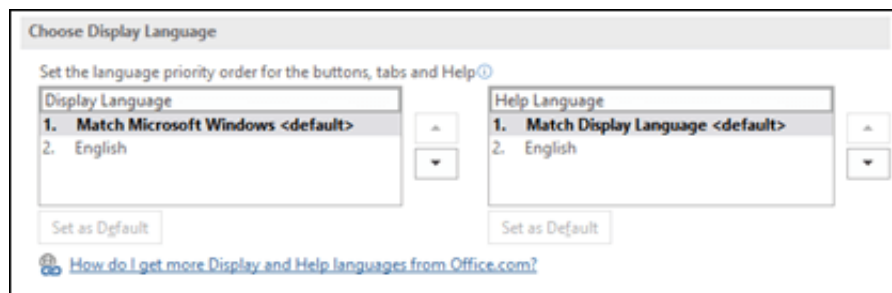 Choose Display Language
Set the language priority order for the buttons, tabs and Help
Display Language
1. Match Microsoft Windows <default>
2. English
Set as Default
Help Language
1. Match Display Language <default>
2. English
Set as Default
How do I get more Display and Help languages from Office.com?